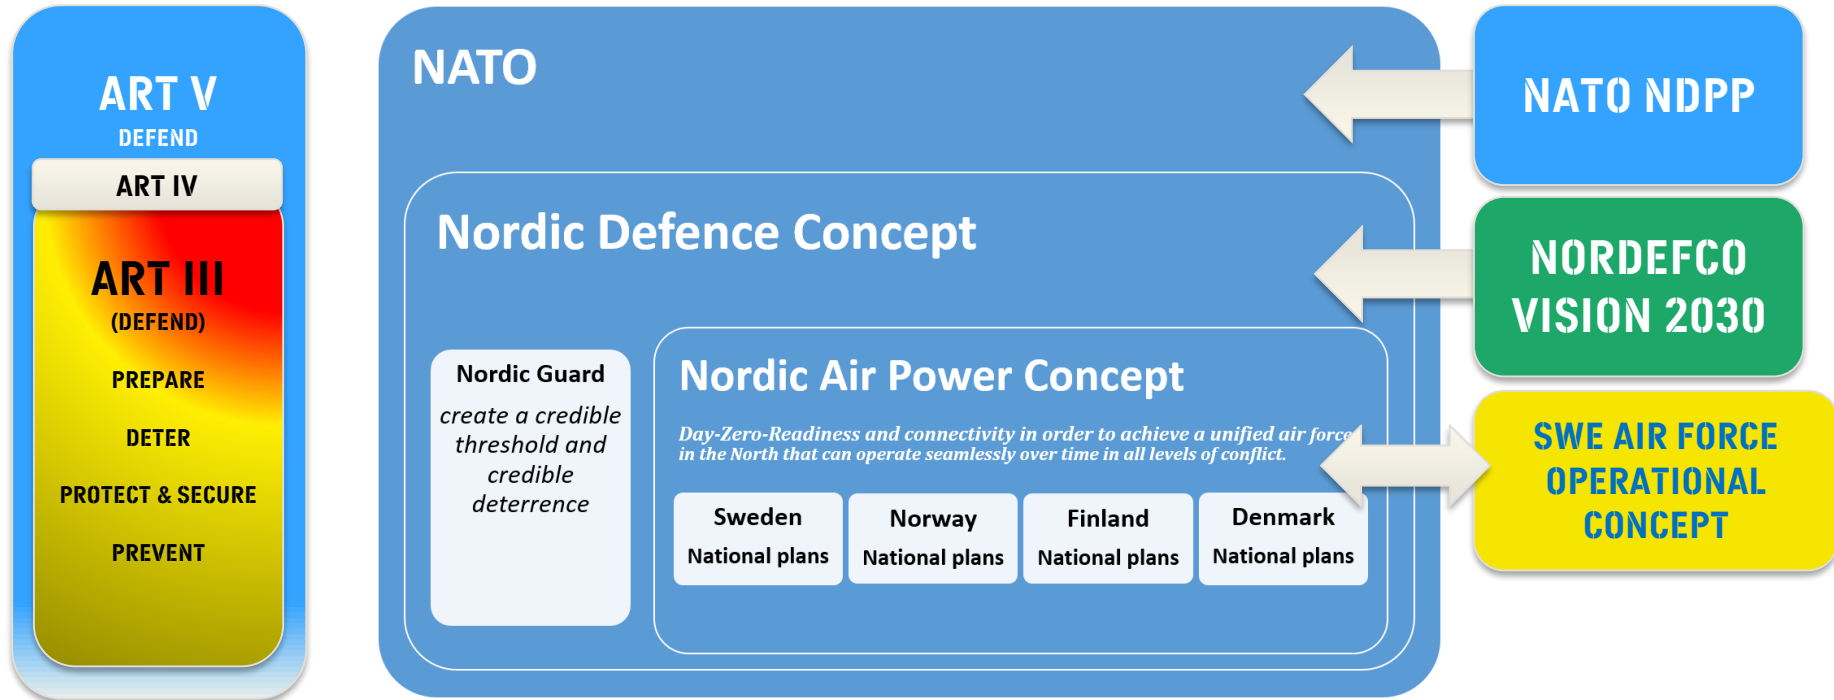 ART V
DEFEND
ART IV
ART III
(DEFEND)
PREPARE
DETER
PROTECT & SECURE
PREVENT
NATO
Nordic Defence Concept
Nordic Guard
create a credible
threshold and
credible
deterrence
Nordic Air Power Concept
Day-Zero-Readiness and connectivity in order to achieve a unified air force
in the North that can operate seamlessly over time in all levels of conflict.
Sweden
National plans
Norway
National plans
Finland
National plans
Denmark
National plans
NATO NDPP
NORDEFCO
VISION 2030
SWE AIR FORCE
OPERATIONAL
CONCEPT